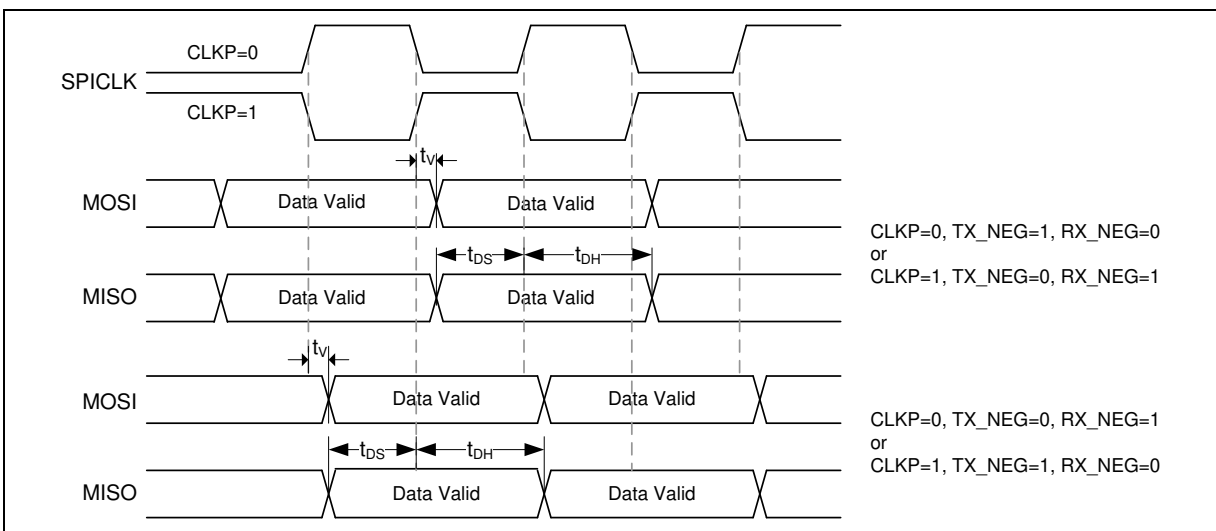 CLKP=0
SPICLK
CLKP=1
tV
MOSI
Data Valid
Data Valid
tDS
tDH
MISO
Data Valid
Data Valid
CLKP=0, TX_NEG=1, RX_NEG=0
or
CLKP=1, TX_NEG=0, RX_NEG=1
tV
MOSI
Data Valid
Data Valid
tDS
tDH
MISO
Data Valid
Data Valid
CLKP=0, TX_NEG=0, RX_NEG=1
or
CLKP=1, TX_NEG=1, RX_NEG=0